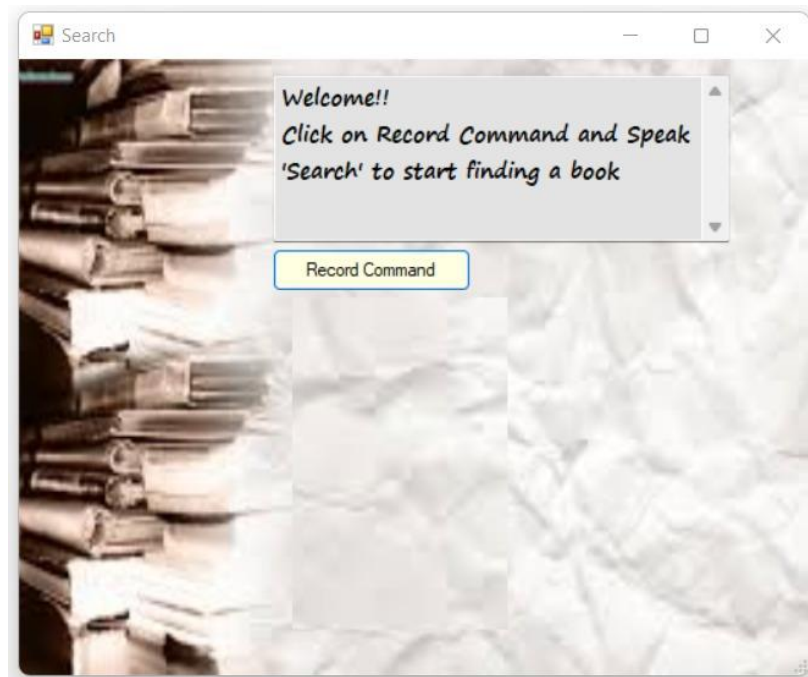 Search
Welcome!!
Click on Record Command and Speak
'Search' to start finding a book
Record Command